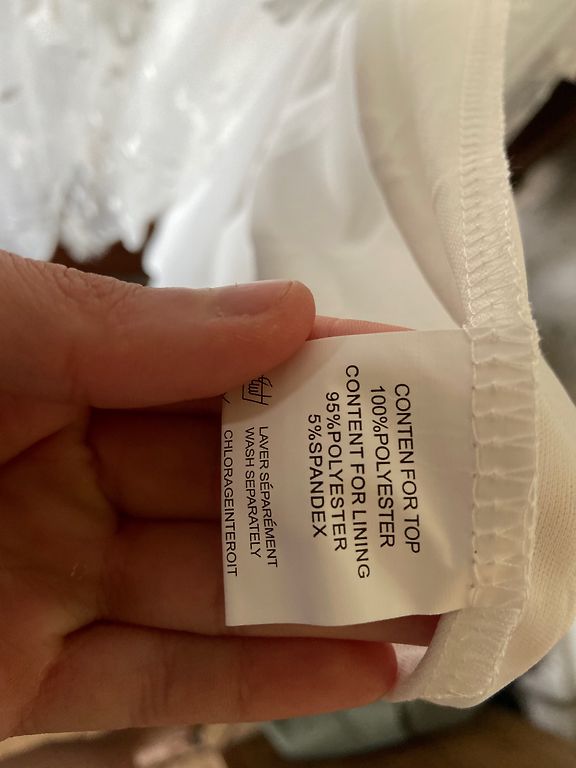 CONTEN FOR TOP
100%POLYESTER
CONTENT FOR LINING
95%POLYESTER
5%SPANDEX
LAVER SÉPARÉMENT
WASH SEPARATELY
CHLORAGEINTEROIT